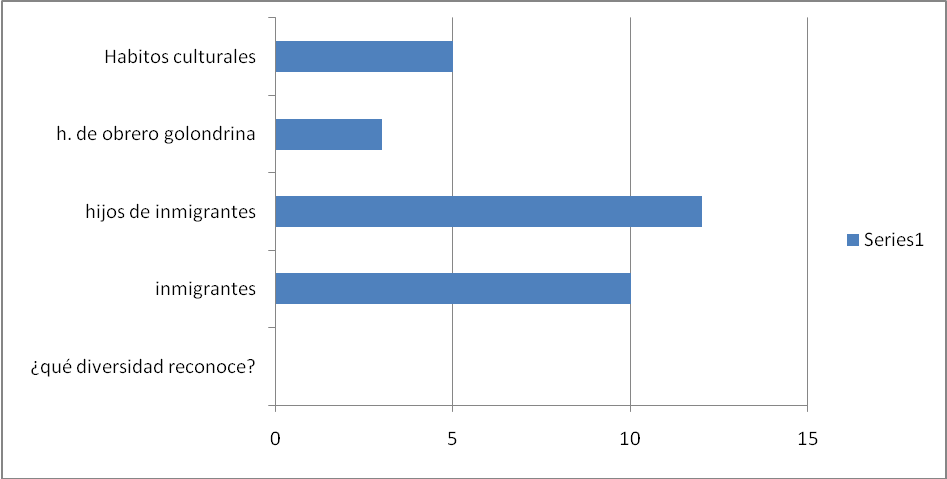 Habitos culturales
h. de obrero golondrina
hijos de inmigrantes
inmigrantes
¿qué diversidad reconoce?
0 5 10 15
Series1